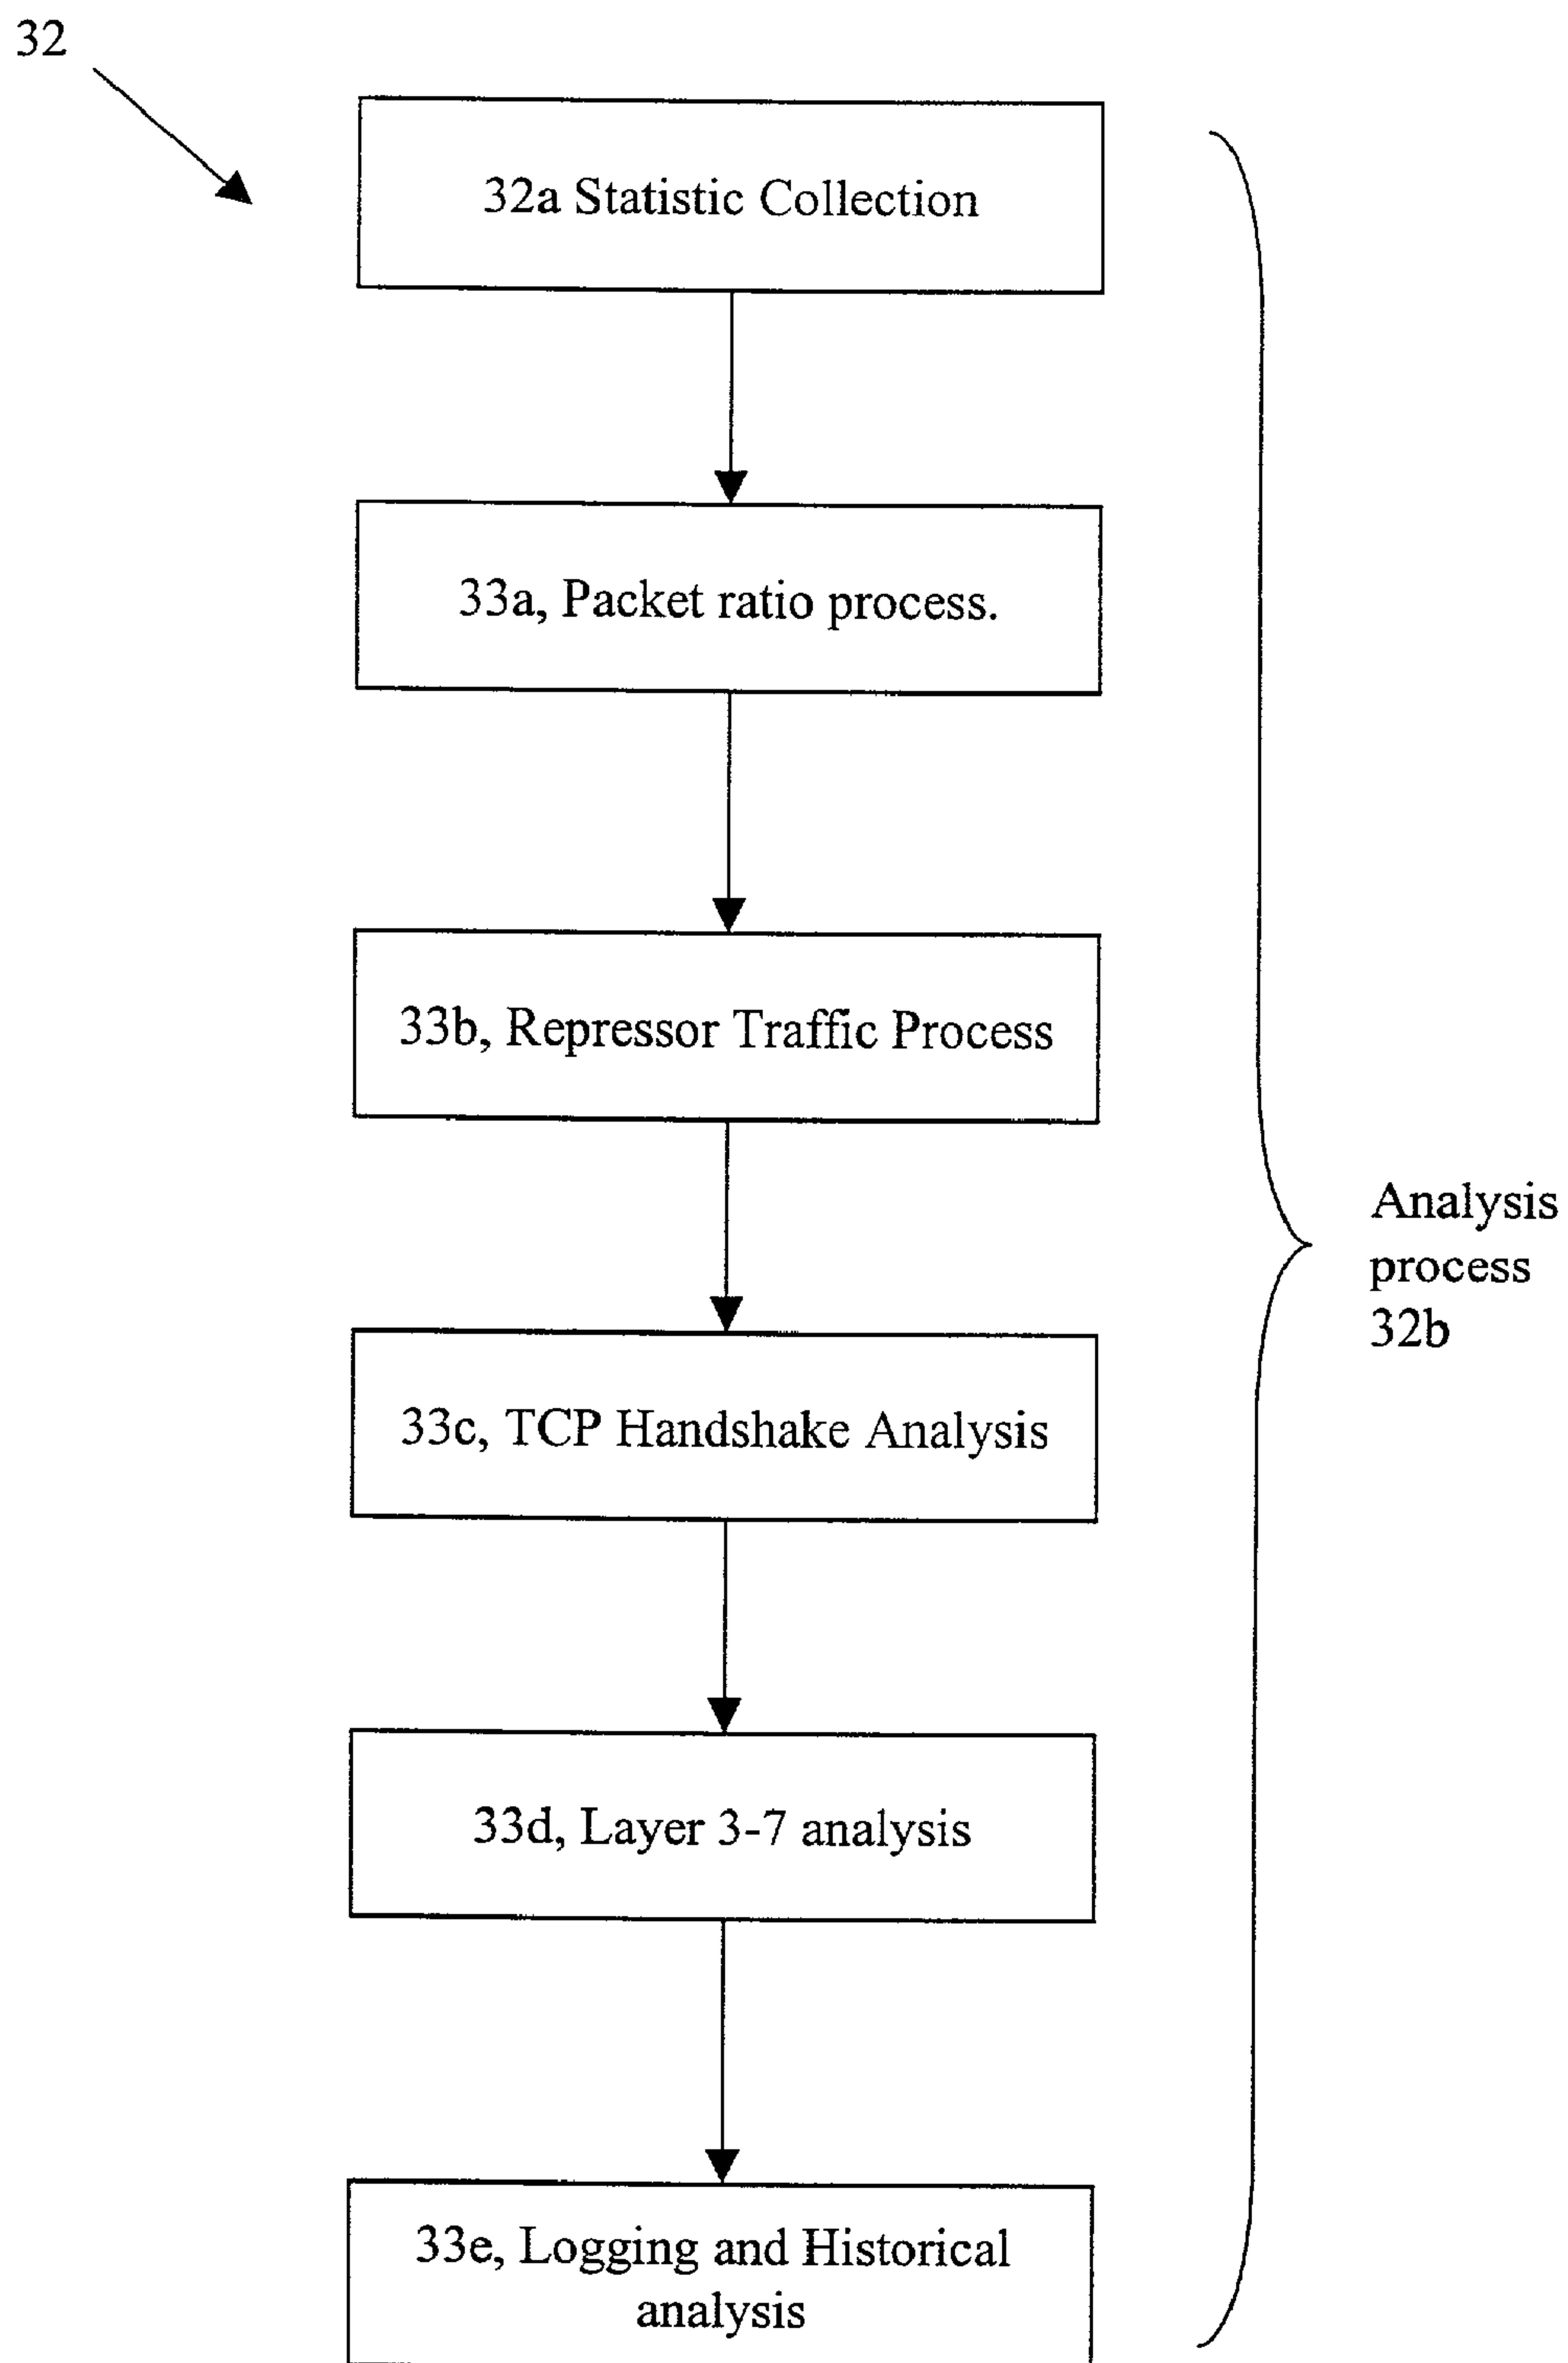 32
32a Statistic Collection
33a, Packet ratio process.
33b, Repressor Traffic Process
33c, TCP Handshake Analysis
33d, Layer 3-7 analysis
33e, Logging and Historical
analysis
Analysis
process
32b